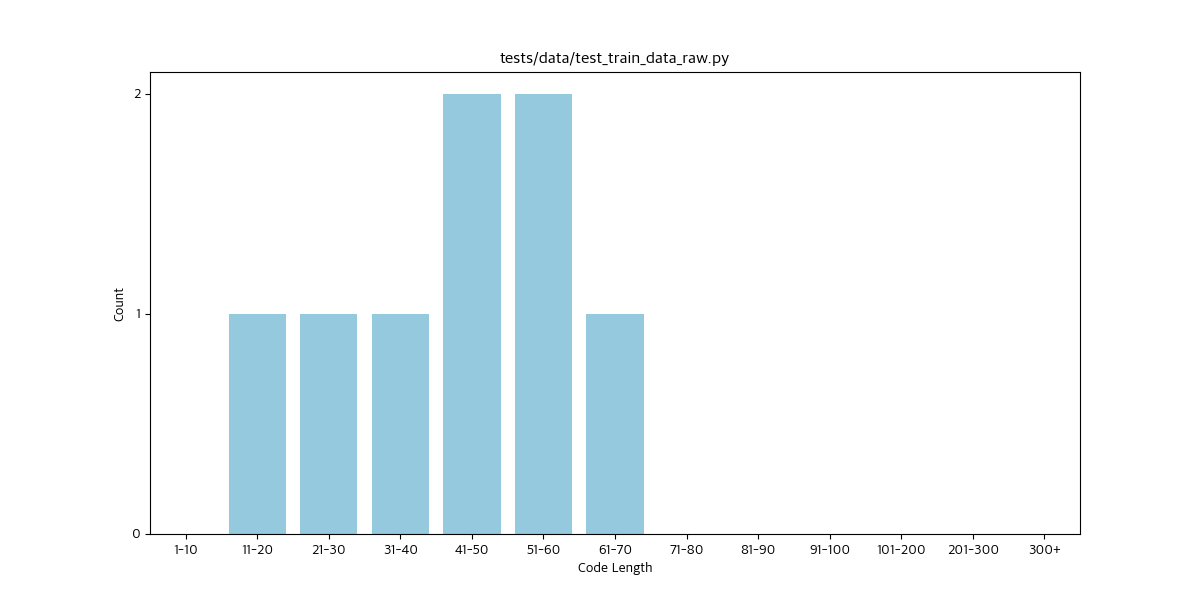 tests/data/test_train_data_raw.py
2
1
0
Count
1-10 11-20 21-30 31-40 41-50 51-60 61-70 71-80 81-90 91-100 101-200 201-300 300+
Code Length